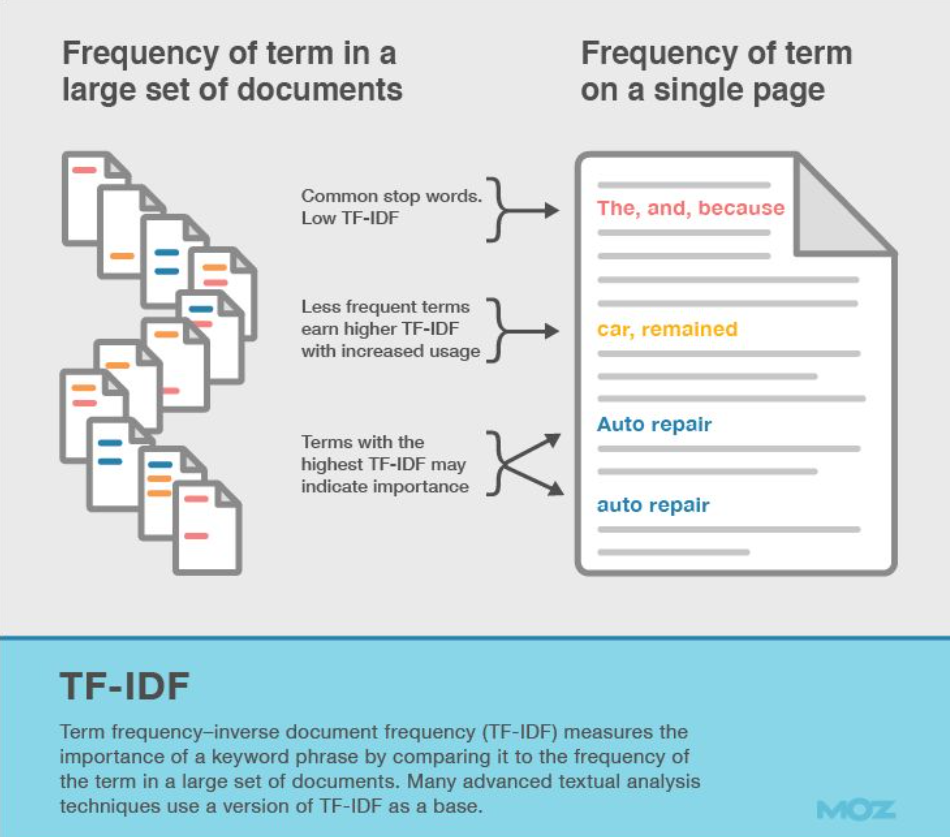 Frequency of term in a
large set of documents
Frequency of term
on a single page
Common stop words.
Low TF-IDF
The, and, because
Less frequent terms
earn higher TF-IDF
with increased usage
car, remained
Terms with the
highest TF-IDF may
indicate importance
Auto repair
auto repair
TF-IDF
Term frequency–inverse document frequency (TF-IDF) measures the
importance of a keyword phrase by comparing it to the frequency of
the term in a large set of documents. Many advanced textual analysis
techniques use a version of TF-IDF as a base.
MOZ